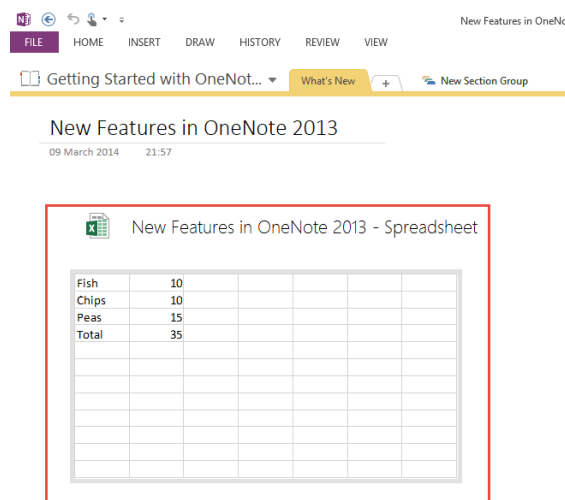 New Features in OneNo
FILE HOME INSERT DRAW HISTORY REVIEW VIEW
Getting Started with OneNot... What's New + New Section Group
New Features in OneNote 2013
09 March 2014 21:57
New Features in OneNote 2013 - Spreadsheet
Fish 10
Chips 10
Peas 15
Total 35